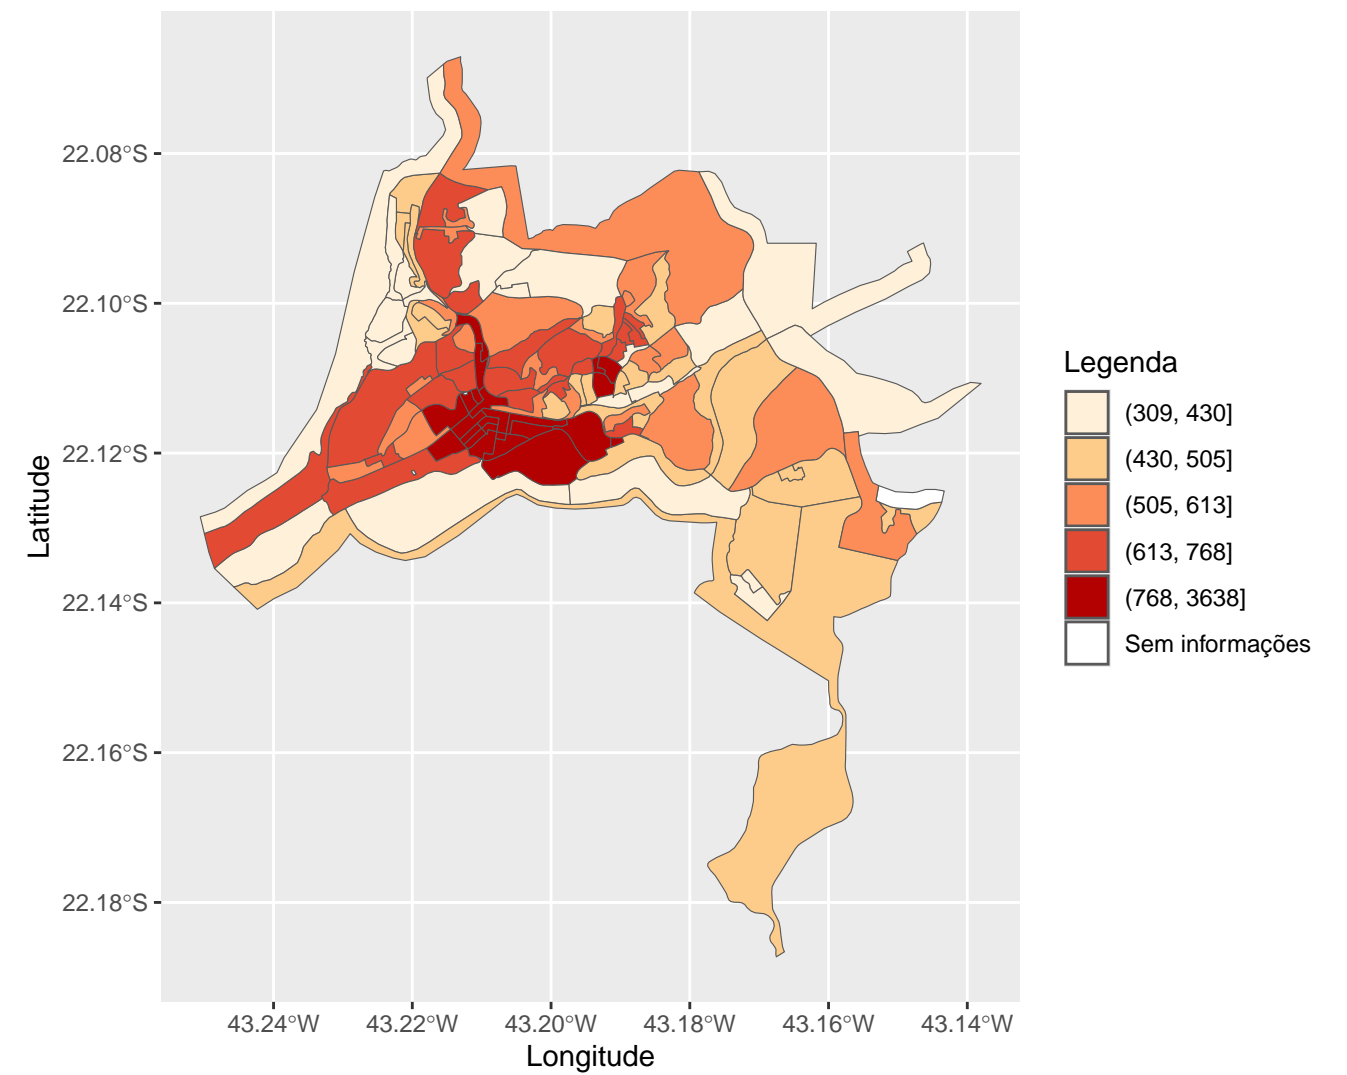 22.08°S
22.10°S
22.12°S
22.14°S
22.16°S
22.18°S
Latitude
43.24°W 43.22°W 43.20°W 43.18°W 43.16°W 43.14°W
Longitude
Legenda
(309, 430]
(430, 505]
(505, 613]
(613, 768]
(768, 3638]
Sem informações